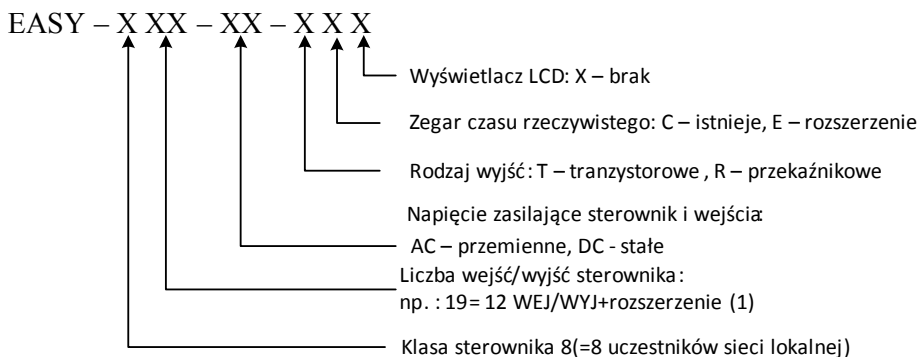 EASY – X XX – XX – X X X
Wyświetlacz LCD: X – brak
Zegar czasu rzeczywistego: C – istnieje, E – rozszerzenie
Rodzaj wyjść: T – tranzystorowe , R – przekaźnikowe
Napięcie zasilające sterownik i wejścia:
AC – przemienne, DC - stałe
Liczba wejść/wyjść sterownika:
np. : 19= 12 WEJ/WYJ+rozszerzenie (1)
Klasa sterownika 8(=8 uczestników sieci lokalnej)